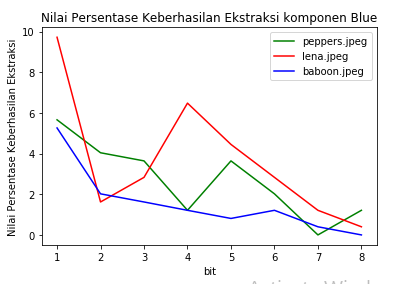 Nilai Persentase Keberhasilan Ekstraksi komponen Blue
Nilai Persentase Keberhasilan Ekstraksi
10
8
6
4
2
0
peppers.jpeg
lena.jpeg
baboon.jpeg
1 2 3 4 5 6 7 8
bit